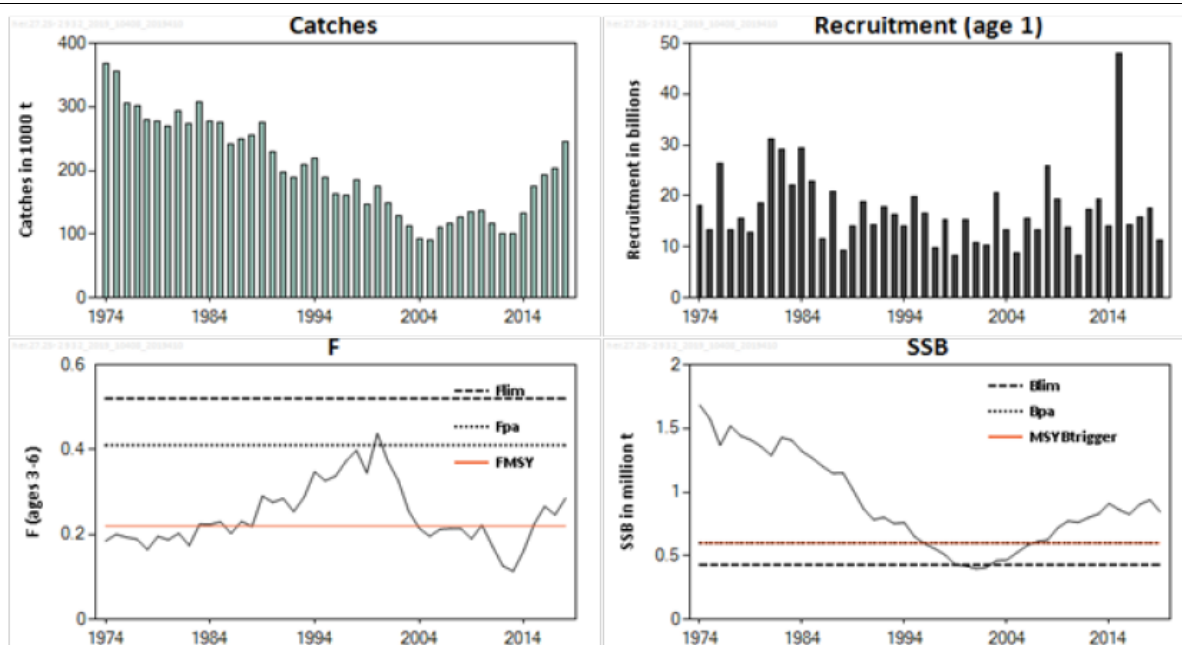 Catches
Catches in 1000 t
400
300
200
100
0
1974 1984 1994 2004 2014
Recruitment (age 1)
Recruitment in billions
50
40
30
20
10
0
1974 1984 1994 2004 2014
F
F (ages 3-6)
0.6
0.4
0.2
0
Flim
Fpa
FMSY
1974 1984 1994 2004 2014
SSB
SSB in million t
2
1.5
1
0.5
0
Blim
Bpa
MSYBtrigger
1974 1984 1994 2004 2014